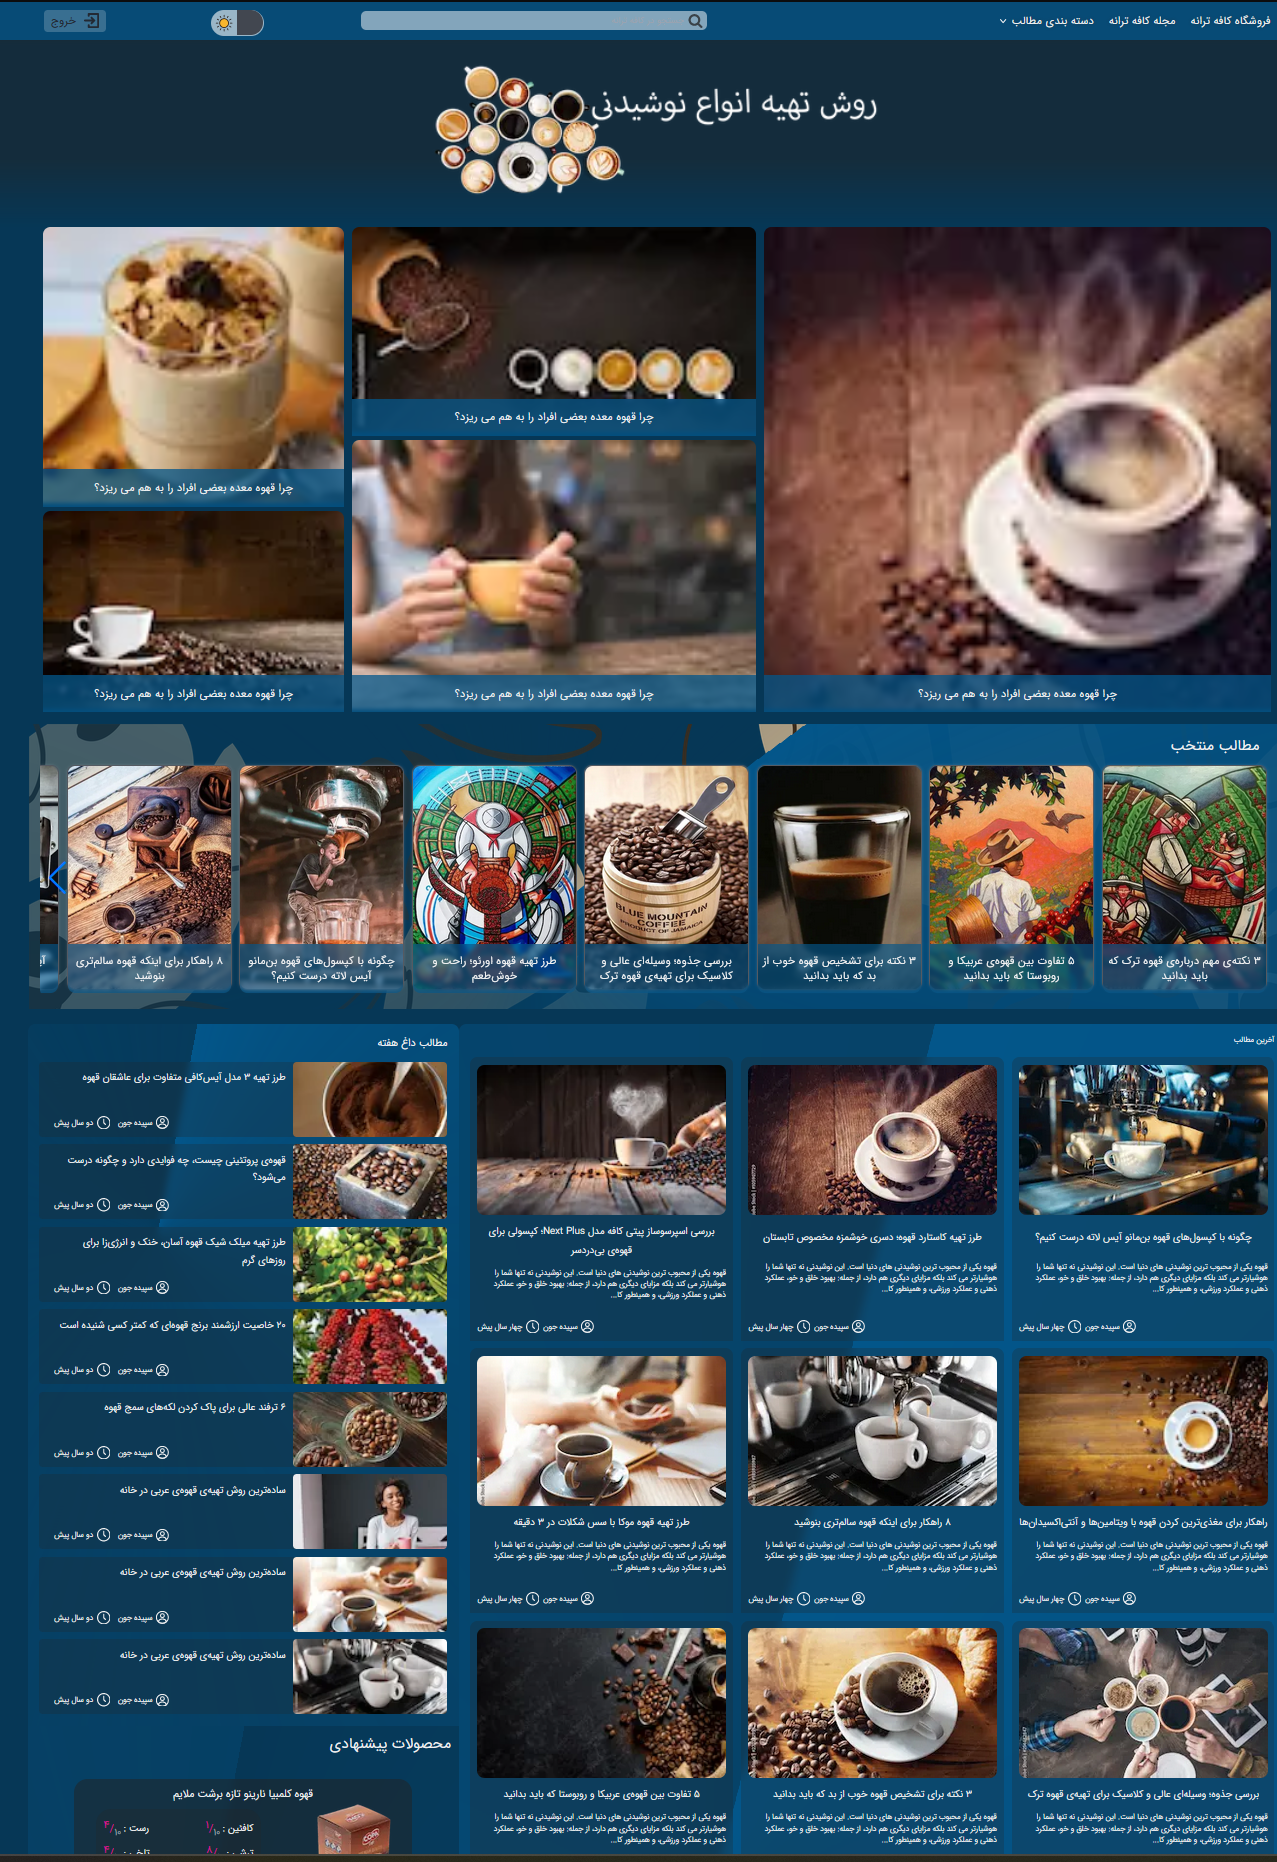 فروشگاه کافه ترانه
مجله کافه ترانه
دسته بندی مطالب
خروج
روش تهیه انواع نوشیدنی
چرا قهوه معده بعضی افراد را به هم می ریزد؟
چرا قهوه معده بعضی افراد را به هم می ریزد؟
چرا قهوه معده بعضی افراد را به هم می ریزد؟
چرا قهوه معده بعضی افراد را به هم می ریزد؟
چرا قهوه معده بعضی افراد را به هم می ریزد؟
مطالب منتخب
۳ نکته‌ی مهم درباره‌ی قهوه ترک که
باید بدانید
۵ تفاوت بین قهوه‌ی عربیکا و
روبوستا که باید بدانید
۳ نکته برای تشخیص قهوه خوب از
بد که باید بدانید
BLUE MOUNTAIN
COFFEE
PRODUCT OF JAMAICA
بررسی جذوه؛ وسیله‌ای عالی و
کلاسیک برای تهیه‌ی قهوه ترک
طرز تهیه قهوه اورئو؛ راحت و
خوش‌طعم
چگونه با کپسول‌های قهوه بن‌مانو
آیس لاته درست کنیم؟
۸ راهکار برای اینکه قهوه سالم‌تری
بنوشید
آخرین مطالب
چگونه با کپسول‌های قهوه بن‌مانو آیس لاته درست کنیم؟
قهوه یکی از محبوب ترین نوشیدنی های دنیا است. این نوشیدنی نه تنها شما را
هوشیارتر می کند بلکه مزایای دیگری هم دارد، از جمله: بهبود خلق و خو، عملکرد
ذهنی و عملکرد ورزشی، و همینطور کا...
سپیده جون
چهار سال پیش
طرز تهیه کاستارد قهوه؛ دسری خوشمزه مخصوص تابستان
قهوه یکی از محبوب ترین نوشیدنی های دنیا است. این نوشیدنی نه تنها شما را
هوشیارتر می کند بلکه مزایای دیگری هم دارد، از جمله: بهبود خلق و خو، عملکرد
ذهنی و عملکرد ورزشی، و همینطور کا...
سپیده جون
چهار سال پیش
بررسی اسپرسوساز پیتی کافه مدل Next Plus؛ کپسولی برای
قهوه‌ی بی‌دردسر
قهوه یکی از محبوب ترین نوشیدنی های دنیا است. این نوشیدنی نه تنها شما را
هوشیارتر می کند بلکه مزایای دیگری هم دارد، از جمله: بهبود خلق و خو، عملکرد
ذهنی و عملکرد ورزشی، و همینطور کا...
سپیده جون
چهار سال پیش
راهکار برای مغذی‌ترین کردن قهوه با ویتامین‌ها و آنتی‌اکسیدان‌ها
قهوه یکی از محبوب ترین نوشیدنی های دنیا است. این نوشیدنی نه تنها شما را
هوشیارتر می کند بلکه مزایای دیگری هم دارد، از جمله: بهبود خلق و خو، عملکرد
ذهنی و عملکرد ورزشی، و همینطور کا...
سپیده جون
چهار سال پیش
۸ راهکار برای اینکه قهوه سالم‌تری بنوشید
قهوه یکی از محبوب ترین نوشیدنی های دنیا است. این نوشیدنی نه تنها شما را
هوشیارتر می کند بلکه مزایای دیگری هم دارد، از جمله: بهبود خلق و خو، عملکرد
ذهنی و عملکرد ورزشی، و همینطور کا...
سپیده جون
چهار سال پیش
طرز تهیه قهوه موکا با سس شکلات در ۳ دقیقه
قهوه یکی از محبوب ترین نوشیدنی های دنیا است. این نوشیدنی نه تنها شما را
هوشیارتر می کند بلکه مزایای دیگری هم دارد، از جمله: بهبود خلق و خو، عملکرد
ذهنی و عملکرد ورزشی، و همینطور کا...
سپیده جون
چهار سال پیش
بررسی جذوه؛ وسیله‌ای عالی و کلاسیک برای تهیه‌ی قهوه ترک
قهوه یکی از محبوب ترین نوشیدنی های دنیا است. این نوشیدنی نه تنها شما را
هوشیارتر می کند بلکه مزایای دیگری هم دارد، از جمله: بهبود خلق و خو، عملکرد
ذهنی و عملکرد ورزشی، و همینطور کا...
۳ نکته برای تشخیص قهوه خوب از بد که باید بدانید
قهوه یکی از محبوب ترین نوشیدنی های دنیا است. این نوشیدنی نه تنها شما را
هوشیارتر می کند بلکه مزایای دیگری هم دارد، از جمله: بهبود خلق و خو، عملکرد
ذهنی و عملکرد ورزشی، و همینطور کا...
۵ تفاوت بین قهوه‌ی عربیکا و روبوستا که باید بدانید
قهوه یکی از محبوب ترین نوشیدنی های دنیا است. این نوشیدنی نه تنها شما را
هوشیارتر می کند بلکه مزایای دیگری هم دارد، از جمله: بهبود خلق و خو، عملکرد
ذهنی و عملکرد ورزشی، و همینطور کا...
مطالب داغ هفته
طرز تهیه ۳ مدل آیس‌کافی متفاوت برای عاشقان قهوه
سپیده جون
دو سال پیش
قهوه‌ی پروتئینی چیست، چه فوایدی دارد و چگونه درست
می‌شود؟
سپیده جون
دو سال پیش
طرز تهیه میلک شیک قهوه آسان، خنک و انرژی‌زا برای
روزهای گرم
سپیده جون
دو سال پیش
۲۰ خاصیت ارزشمند برنج قهوه‌ای که کمتر کسی شنیده است
سپیده جون
دو سال پیش
۶ ترفند عالی برای پاک کردن لکه‌های سمج قهوه
سپیده جون
دو سال پیش
ساده‌ترین روش تهیه‌ی قهوه‌ی عربی در خانه
سپیده جون
دو سال پیش
ساده‌ترین روش تهیه‌ی قهوه‌ی عربی در خانه
سپیده جون
دو سال پیش
ساده‌ترین روش تهیه‌ی قهوه‌ی عربی در خانه
سپیده جون
دو سال پیش
محصولات پیشنهادی
قهوه کلمبیا نارینو تازه برشت ملایم
کافئین : ۱/۱۰
رست : ۴/۱۰